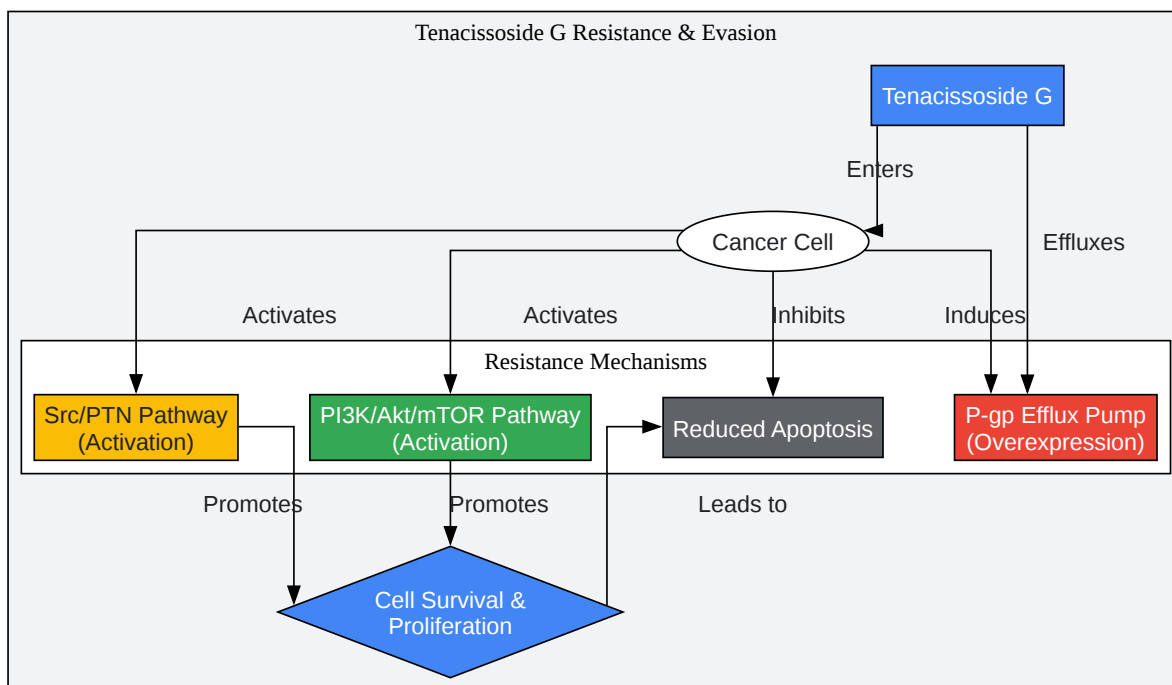 Tenacissoside G Resistance & Evasion
Tenacissoside G
Enters
Cancer Cell
Effluxes
Activates
Activates
Inhibits
Induces
Resistance Mechanisms
Src/PTN Pathway
(Activation)
PI3K/Akt/mTOR Pathway
(Activation)
Reduced Apoptosis
P-gp Efflux Pump
(Overexpression)
Promotes
Promotes
Leads to
Cell Survival &
Proliferation